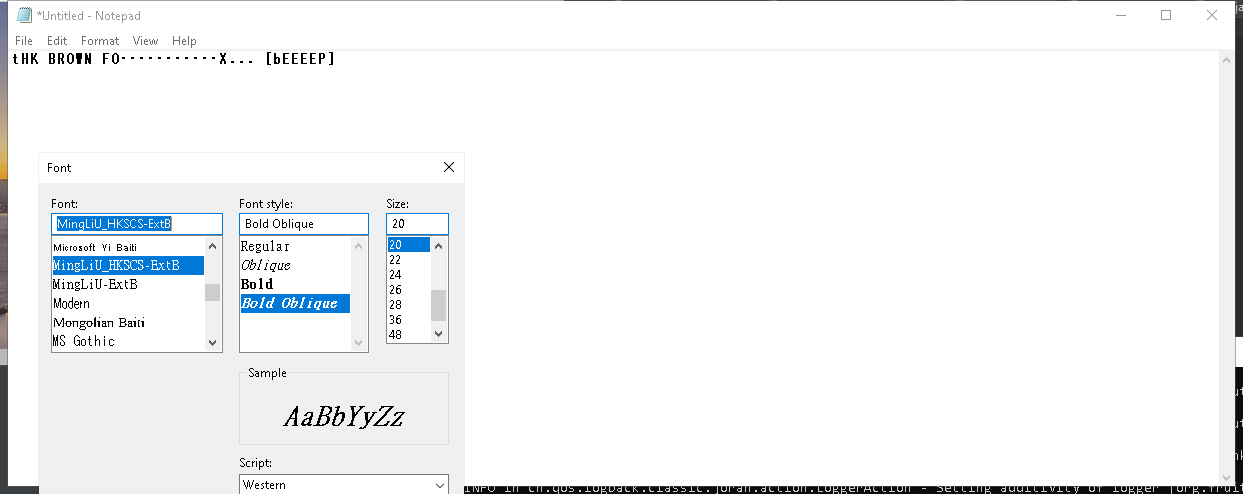 *Untitled - Notepad
File Edit Format View Help
tHK BROWN FO···········X... [bEEEEP]
Font
Font: Font style: Size:
MingLiU_HKSCS-ExtB Bold Oblique 20
Microsoft Yi Baiti Regular 20
MingLiU_HKSCS-ExtB Oblique 22
MingLiU-ExtB Bold 24
Modern Bold Oblique 26
Mongolian Baiti 28
MS Gothic 36
48
Sample
AaBbYyZz
Script:
Western
INFO in ch.qos.logback.classic.joran.action.LoggerAction - Setting additivity of logger